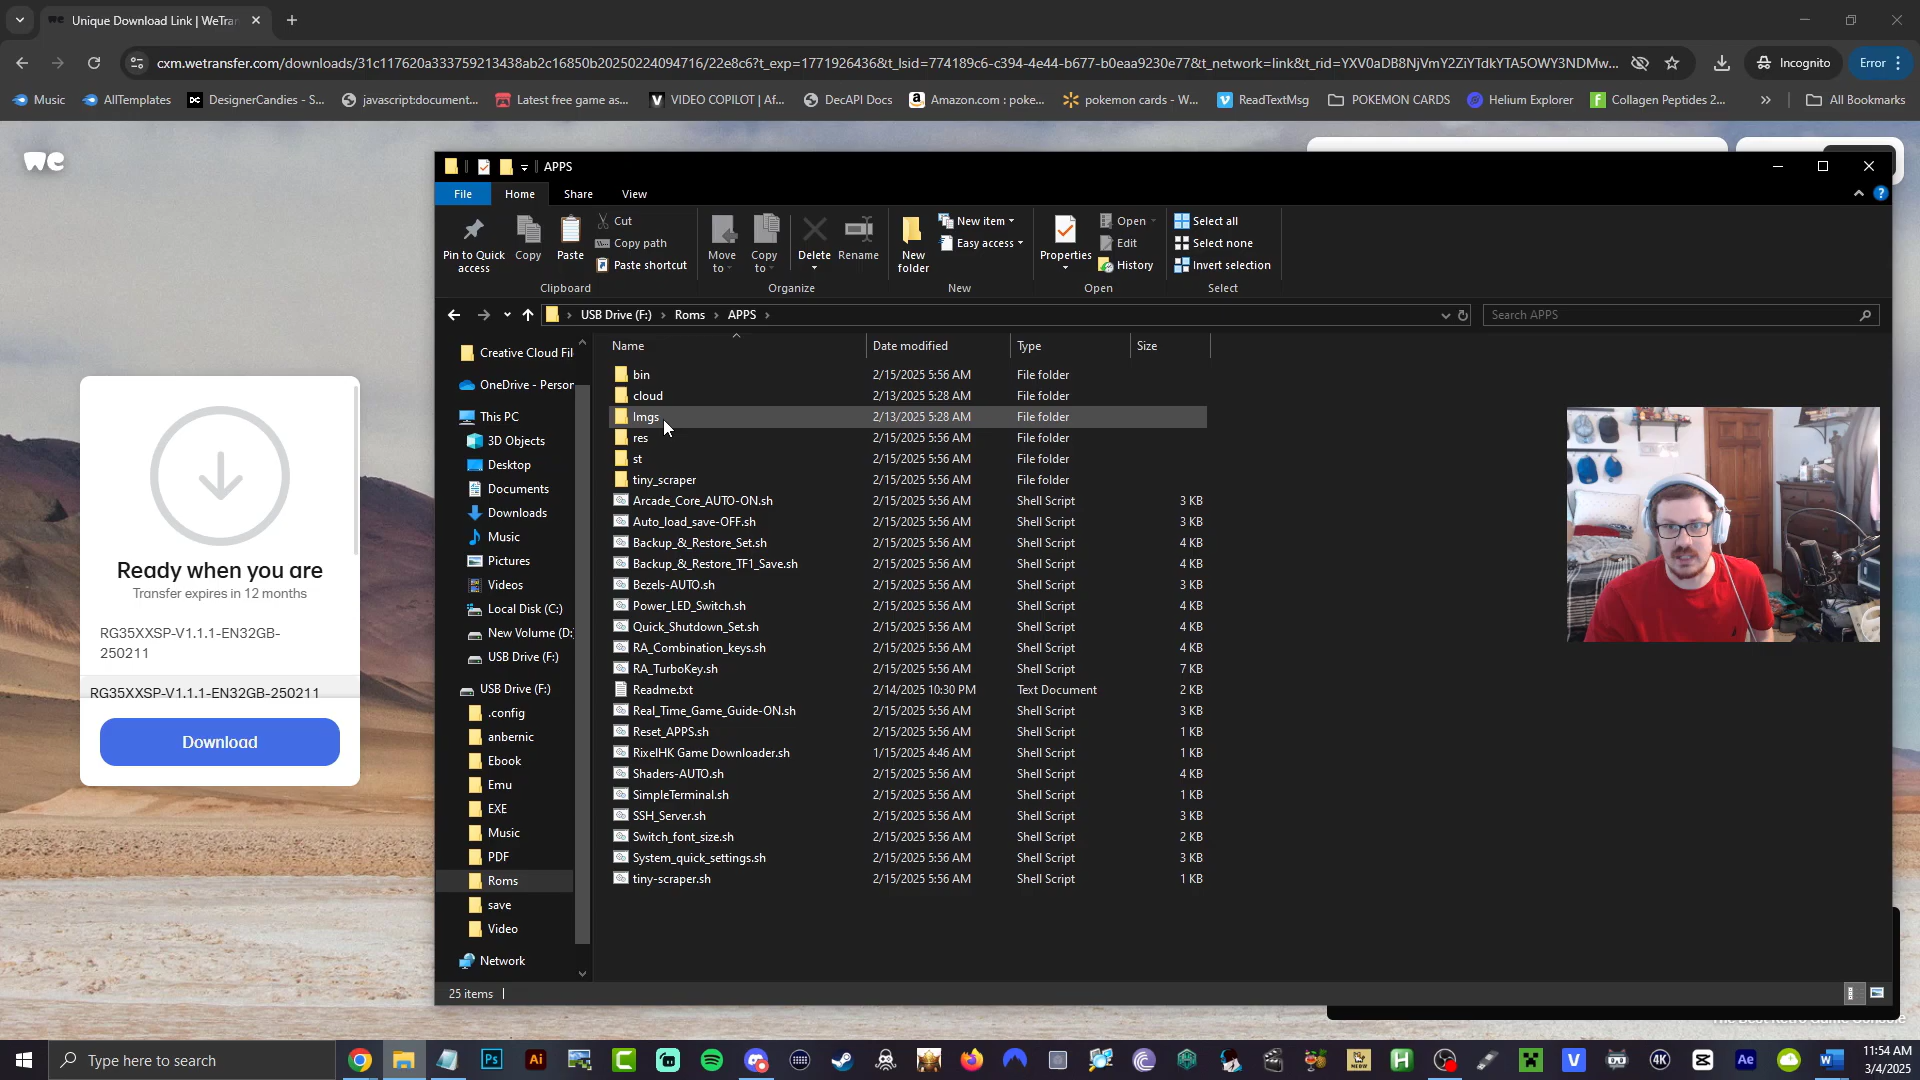 Unique Download Link | WeTran
cxm.wetransfer.com/downloads/31c117620a333759213438ab2c16850b20250224094716/22e8c6?t_exp=1771926436&t_lsid=774189c6-c394-4e44-b677-b0eaa9230e77&t_network=link&t_rid=YXV0aDB8NjVmY2ZiYTdkYTA5OWY3NDMw...
Incognito
Error
Music
AllTemplates
DesignerCandies - S...
javascript:document...
Latest free game as...
VIDEO COPILOT | Af...
DecAPI Docs
Amazon.com : poke...
pokemon cards - W...
ReadTextMsg
POKEMON CARDS
Helium Explorer
Collagen Peptides 2...
All Bookmarks
we
Ready when you are
Transfer expires in 12 months
RG35XXSP-V1.1.1-EN32GB-
250211
RG35XXSP-V1.1.1-EN32GB-250211
Download
APPS
File
Home
Share
View
Pin to Quick
access
Copy
Paste
Cut
Copy path
Paste shortcut
Clipboard
Move
to
Copy
to
Delete
Rename
Organize
New
folder
New item
Easy access
New
Properties
Open
Edit
History
Open
Select all
Select none
Invert selection
Select
USB Drive (F:) › Roms › APPS ›
Search APPS
Creative Cloud Fil
OneDrive - Person
This PC
3D Objects
Desktop
Documents
Downloads
Music
Pictures
Videos
Local Disk (C:)
New Volume (D:
USB Drive (F:)
USB Drive (F:)
.config
anbernic
Ebook
Emu
EXE
Music
PDF
Roms
save
Video
Network
Name Date modified Type Size
bin 2/15/2025 5:56 AM File folder
cloud 2/13/2025 5:28 AM File folder
Imgs 2/13/2025 5:28 AM File folder
res 2/15/2025 5:56 AM File folder
st 2/15/2025 5:56 AM File folder
tiny_scraper 2/15/2025 5:56 AM File folder
Arcade_Core_AUTO-ON.sh 2/15/2025 5:56 AM Shell Script 3 KB
Auto_load_save-OFF.sh 2/15/2025 5:56 AM Shell Script 3 KB
Backup_&_Restore_Set.sh 2/15/2025 5:56 AM Shell Script 4 KB
Backup_&_Restore_TF1_Save.sh 2/15/2025 5:56 AM Shell Script 4 KB
Bezels-AUTO.sh 2/15/2025 5:56 AM Shell Script 3 KB
Power_LED_Switch.sh 2/15/2025 5:56 AM Shell Script 4 KB
Quick_Shutdown_Set.sh 2/15/2025 5:56 AM Shell Script 4 KB
RA_Combination_keys.sh 2/15/2025 5:56 AM Shell Script 4 KB
RA_TurboKey.sh 2/15/2025 5:56 AM Shell Script 7 KB
Readme.txt 2/14/2025 10:30 PM Text Document 2 KB
Real_Time_Game_Guide-ON.sh 2/15/2025 5:56 AM Shell Script 3 KB
Reset_APPS.sh 2/15/2025 5:56 AM Shell Script 1 KB
RixelHK Game Downloader.sh 1/15/2025 4:46 AM Shell Script 1 KB
Shaders-AUTO.sh 2/15/2025 5:56 AM Shell Script 4 KB
SimpleTerminal.sh 2/15/2025 5:56 AM Shell Script 1 KB
SSH_Server.sh 2/15/2025 5:56 AM Shell Script 3 KB
Switch_font_size.sh 2/15/2025 5:56 AM Shell Script 2 KB
System_quick_settings.sh 2/15/2025 5:56 AM Shell Script 3 KB
tiny-scraper.sh 2/15/2025 5:56 AM Shell Script 1 KB
25 items
Type here to search
11:54 AM
3/4/2025